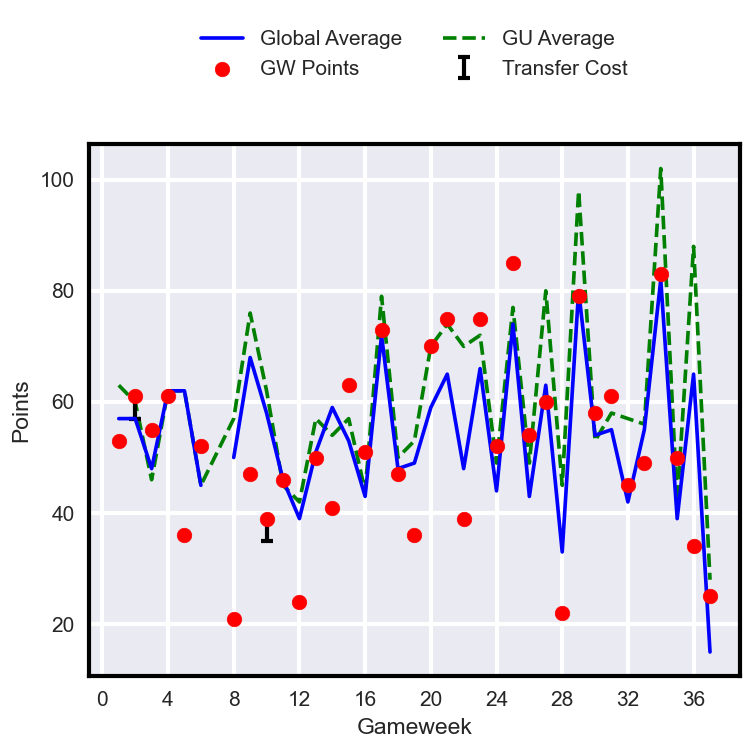 Global Average
GU Average
GW Points
Transfer Cost
100
80
60
40
20
Points
0 4 8 12 16 20 24 28 32 36
Gameweek